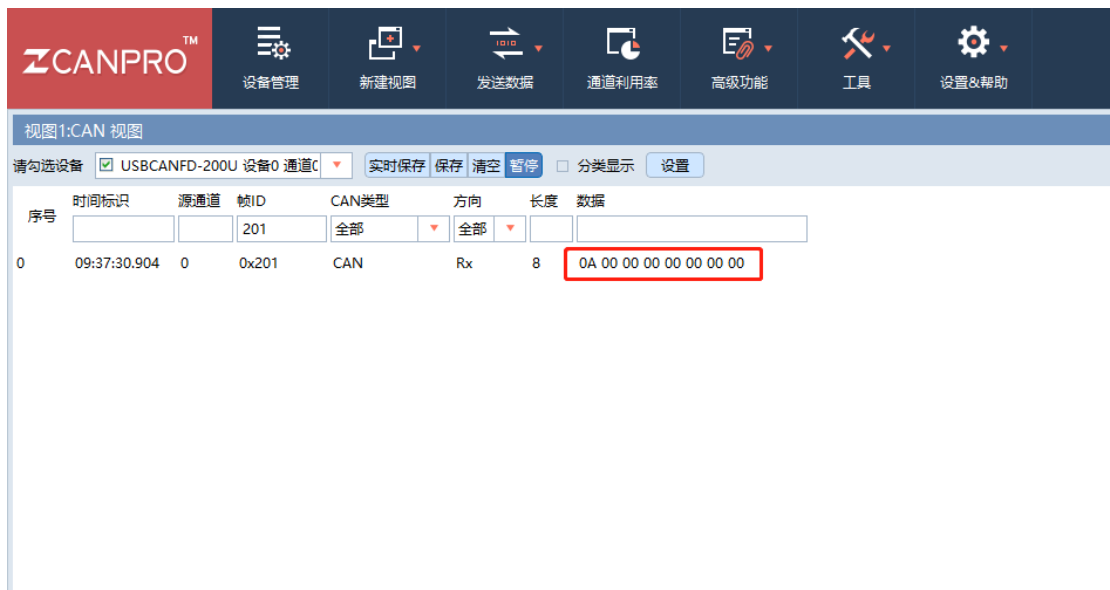 ZCANPRO™
设备管理 新建视图 发送数据 通道利用率 高级功能 工具 设置&帮助
视图1:CAN 视图
请勾选设备 USBCANFD-200U 设备0 通道0 实时保存 保存 清空 暂停 分类显示 设置
序号 时间标识 源通道 帧ID CAN类型 方向 长度 数据
201 全部 全部
0 09:37:30.904 0 0x201 CAN Rx 8 0A 00 00 00 00 00 00 00